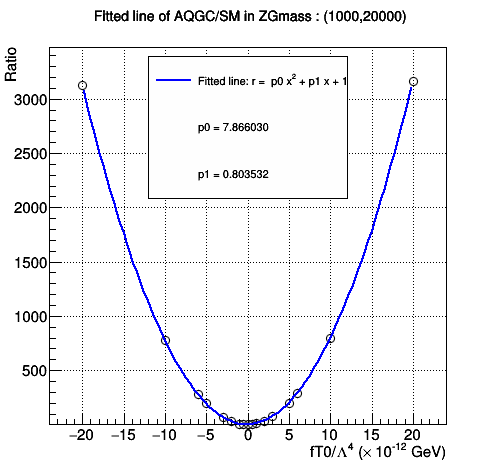 FItted line of AQGC/SM in ZGmass : (1000,20000)
Ratio
Fitted line: r = p0 x² + p1 x + 1
p0 = 7.866030
p1 = 0.803532
3000
2500
2000
1500
1000
500
−20 −15 −10 −5 0 5 10 15 20
fT0/Λ⁴ (× 10⁻¹² GeV)